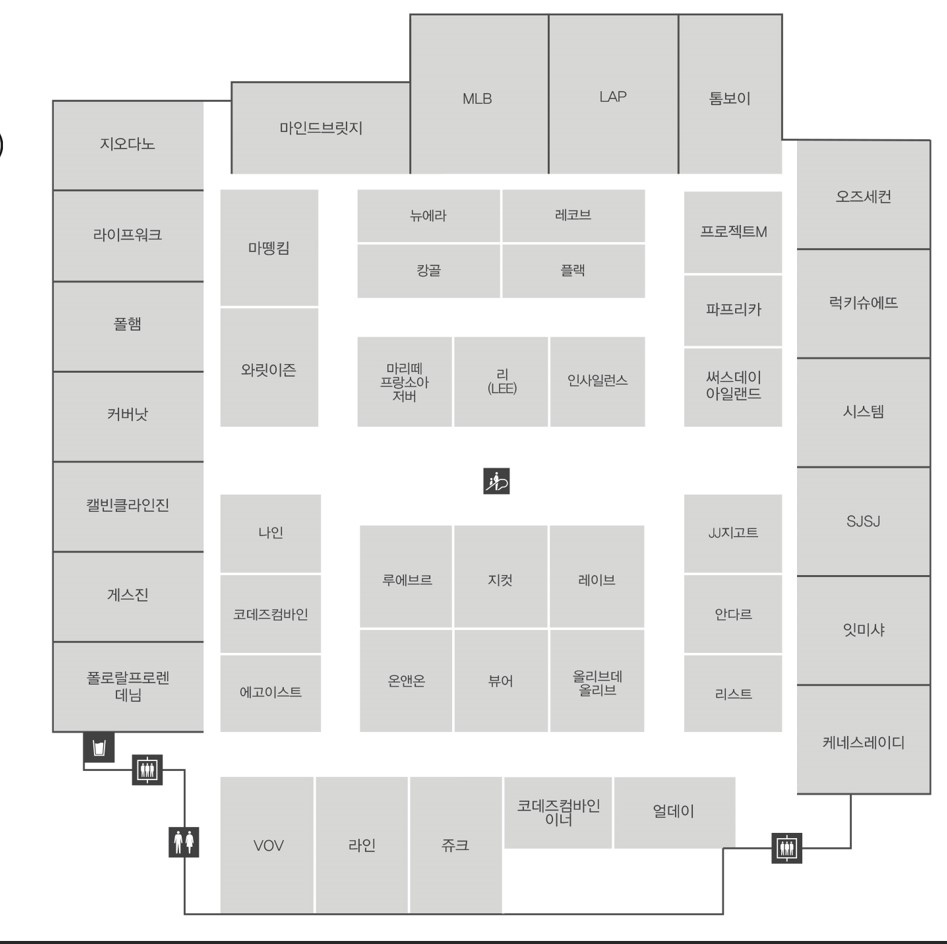 )
MLB
LAP
톰보이
마인드브릿지
지오다노
오즈세컨
라이프워크
마뗑킴
뉴에라
레코브
프로젝트M
캉골
플랙
럭키슈에뜨
폴햄
파프리카
와릿이즌
마리떼
프랑소아
저버
리
(LEE)
인사일런스
써스데이
아일랜드
커버낫
시스템
캘빈클라인진
나인
JJ지고트
SJSJ
루에브르
지컷
레이브
게스진
코데즈컴바인
안다르
잇미샤
폴로랄프로렌
데님
에고이스트
온앤온
뷰어
올리브데
올리브
리스트
케네스레이디
VOV
라인
쥬크
코데즈컴바인
이너
얼데이